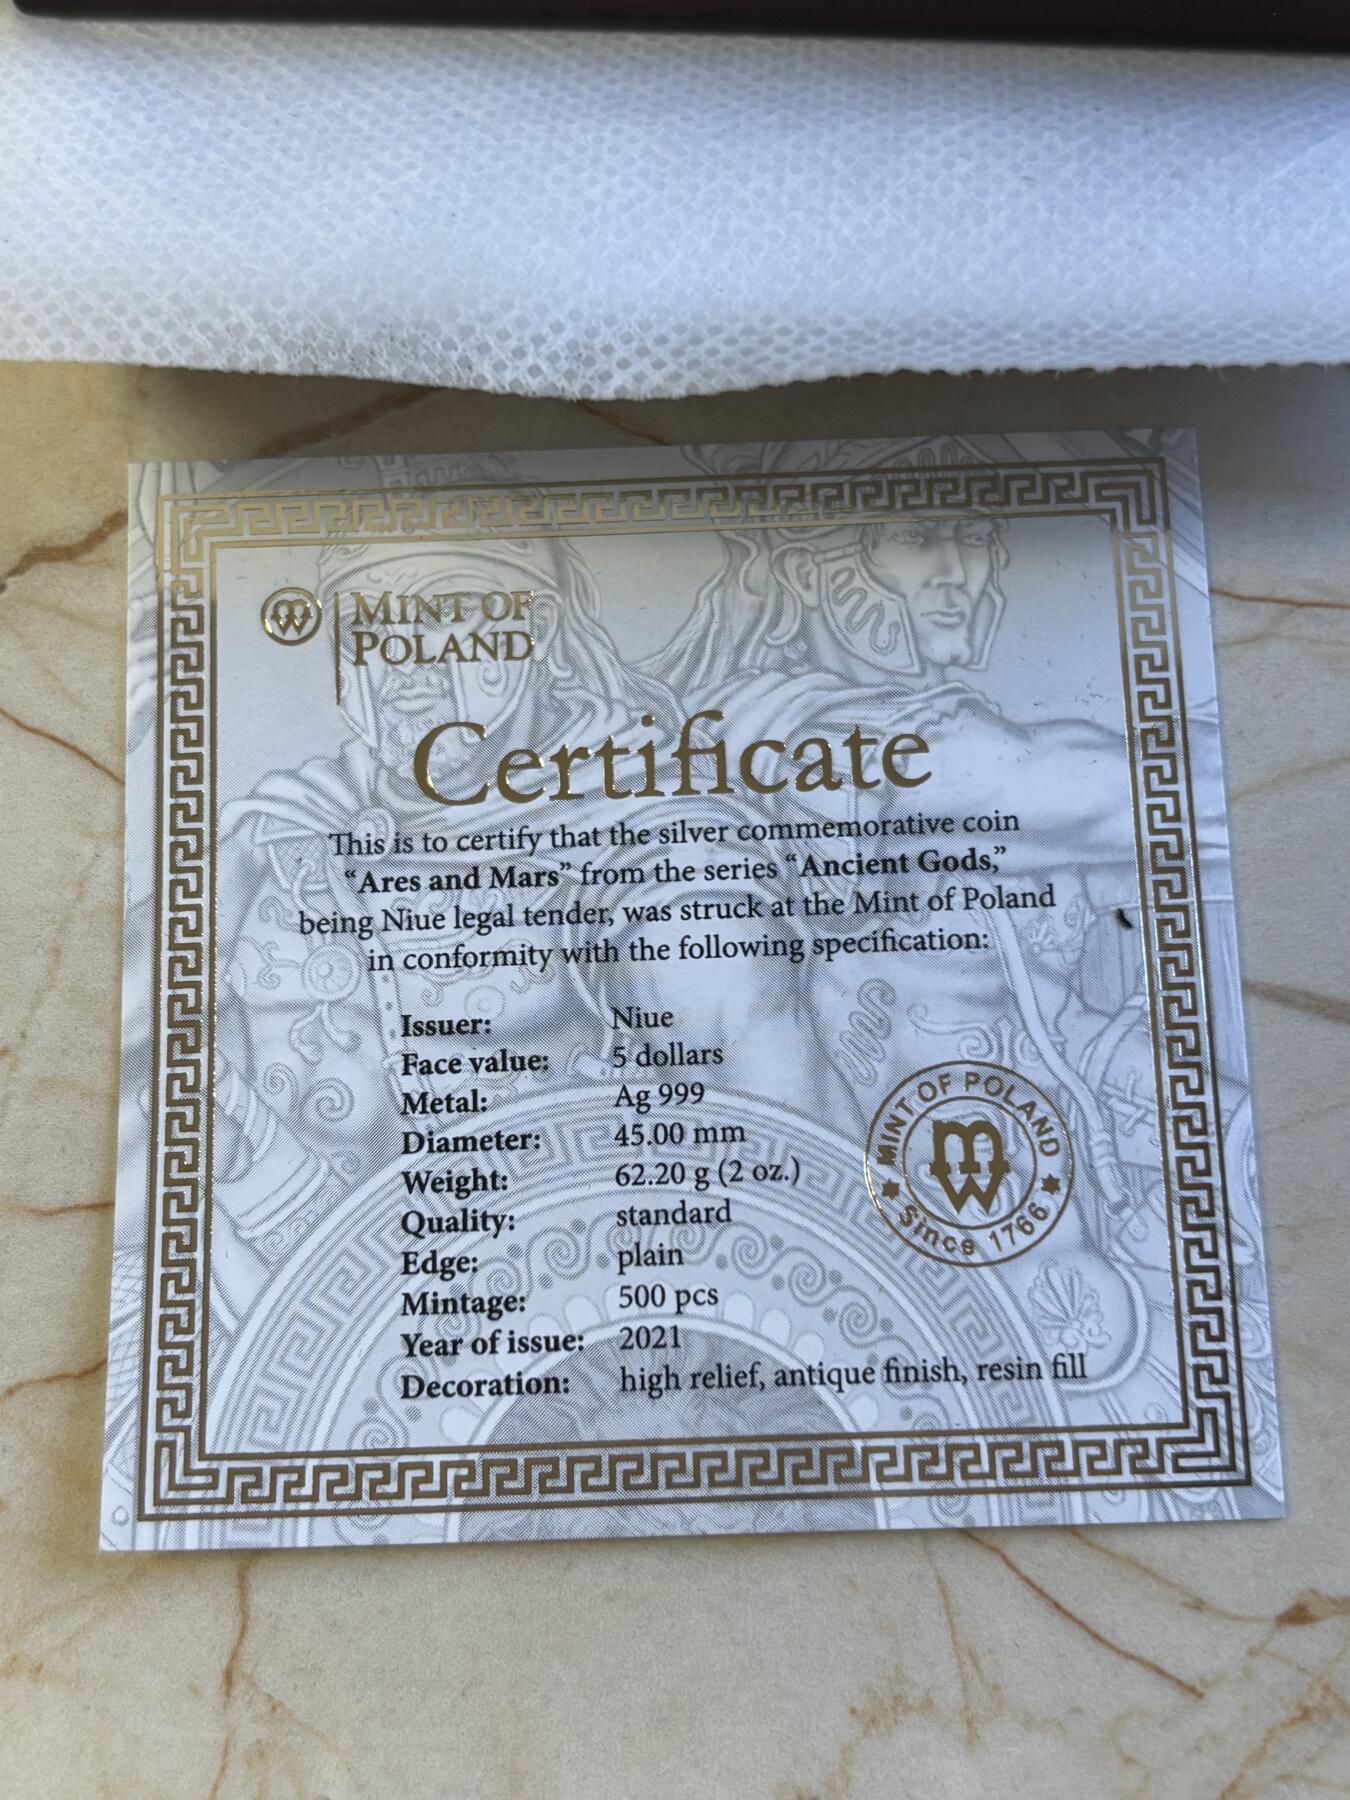 MINT OF
POLAND
Certificate
This is to certify that the silver commemorative coin
“Ares and Mars” from the series “Ancient Gods,”
being Niue legal tender, was struck at the Mint of Poland
in conformity with the following specification:
Issuer: Niue
Face value: 5 dollars
Metal: Ag 999
Diameter: 45.00 mm
Weight: 62.20 g (2 oz.)
Quality: standard
Edge: plain
Mintage: 500 pcs
Year of issue: 2021
Decoration: high relief, antique finish, resin fill
MINT OF POLAND
MW
Since 1766